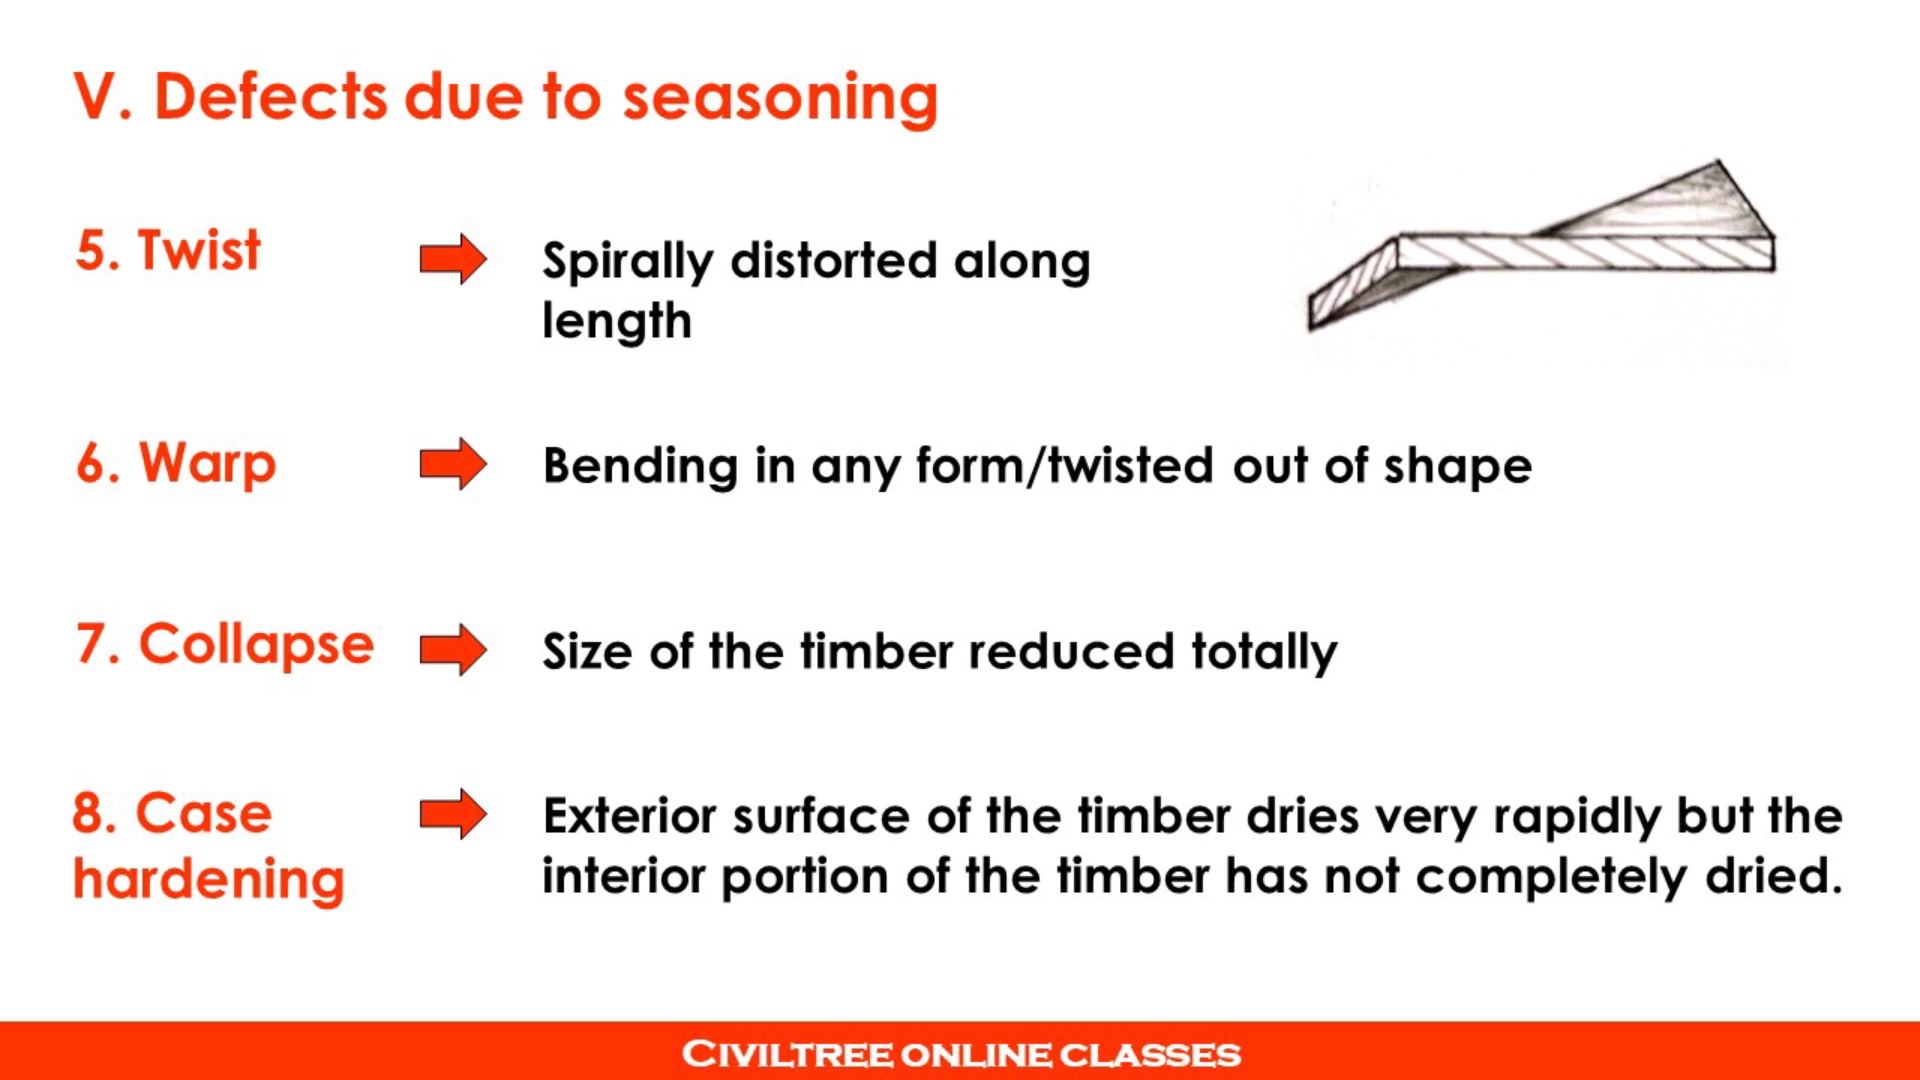 V. Defects due to seasoning
5. Twist
Spirally distorted along
length
6. Warp
Bending in any form/twisted out of shape
7. Collapse
Size of the timber reduced totally
8. Case
hardening
Exterior surface of the timber dries very rapidly but the
interior portion of the timber has not completely dried.
CIVILTREE ONLINE CLASSES